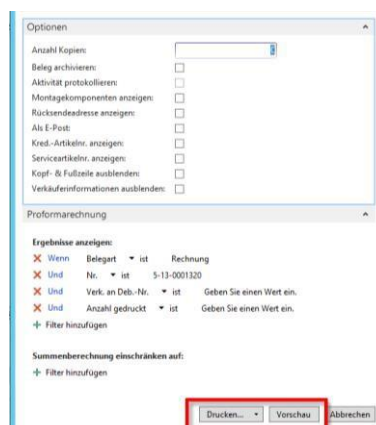 Optionen
Anzahl Kopien:
Beleg archivieren:
Aktivität protokollieren:
Montagekomponenten anzeigen:
Rücksendeadresse anzeigen:
Als E-Post:
Kred.-Artikelnr. anzeigen:
Serviceartikelnr. anzeigen:
Kopf- & Fußzeile ausblenden:
Verkäuferinformationen ausblenden:
Proformarechnung
Ergebnisse anzeigen:
Wenn Belegart ist Rechnung
Und Nr. ist 5-13-0001320
Und Verk. an Deb.-Nr. ist Geben Sie einen Wert ein.
Und Anzahl gedruckt ist Geben Sie einen Wert ein.
Filter hinzufügen
Summenberechnung einschränken auf:
Filter hinzufügen
Drucken... Vorschau Abbrechen